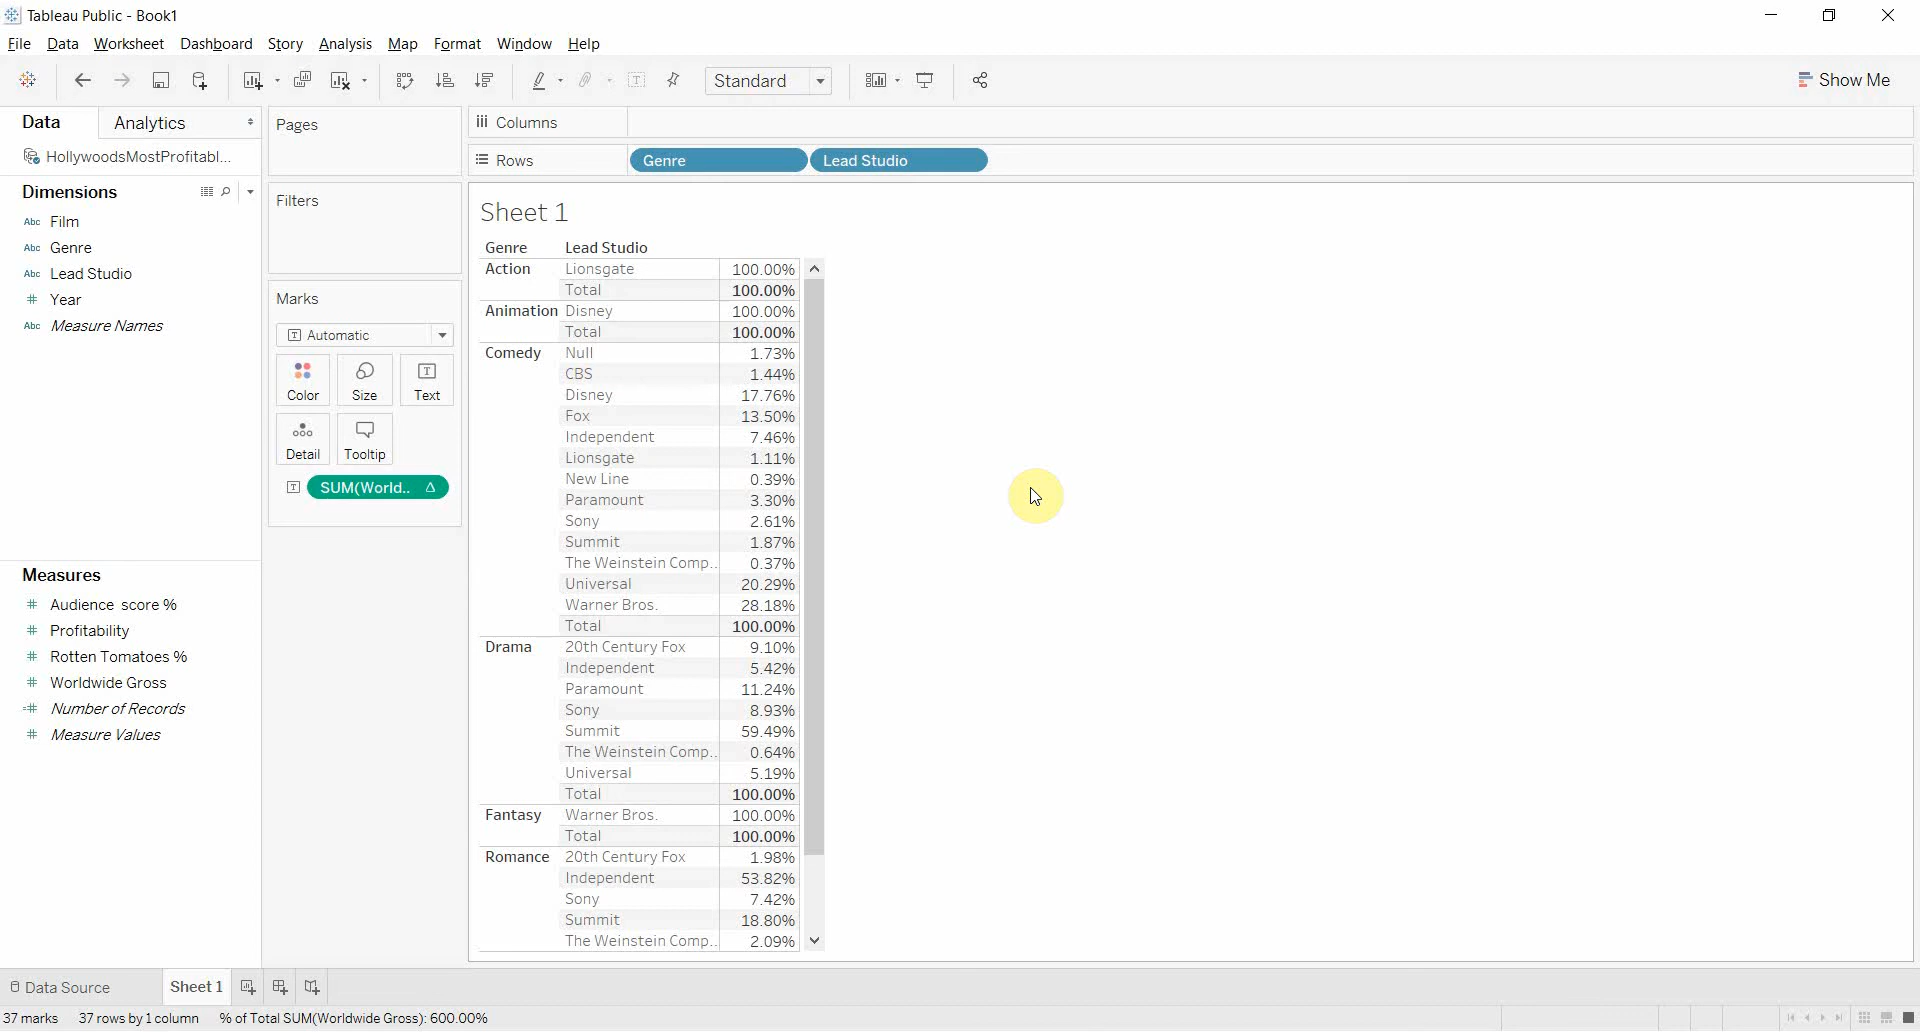 Tableau Public - Book1
File Data Worksheet Dashboard Story Analysis Map Format Window Help
Standard
Show Me
Data Analytics
Pages
Columns
HollywoodsMostProfitabl...
Rows Genre Lead Studio
Dimensions
Filters
Abc Film
Abc Genre
Abc Lead Studio
Year
Abc Measure Names
Marks
Automatic
Color Size Text
Detail Tooltip
SUM(World..
Measures
Audience score %
Profitability
Rotten Tomatoes %
Worldwide Gross
Number of Records
Measure Values
Sheet 1
Genre Lead Studio
Action Lionsgate 100.00%
Total 100.00%
Animation Disney 100.00%
Total 100.00%
Comedy Null 1.73%
CBS 1.44%
Disney 17.76%
Fox 13.50%
Independent 7.46%
Lionsgate 1.11%
New Line 0.39%
Paramount 3.30%
Sony 2.61%
Summit 1.87%
The Weinstein Comp.. 0.37%
Universal 20.29%
Warner Bros. 28.18%
Total 100.00%
Drama 20th Century Fox 9.10%
Independent 5.42%
Paramount 11.24%
Sony 8.93%
Summit 59.49%
The Weinstein Comp.. 0.64%
Universal 5.19%
Total 100.00%
Fantasy Warner Bros. 100.00%
Total 100.00%
Romance 20th Century Fox 1.98%
Independent 53.82%
Sony 7.42%
Summit 18.80%
The Weinstein Comp.. 2.09%
Data Source Sheet 1
37 marks 37 rows by 1 column % of Total SUM(Worldwide Gross): 600.00%